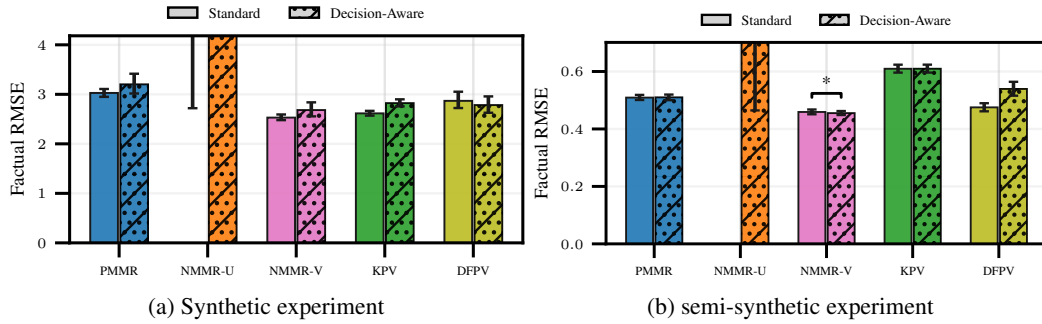 Standard Decision-Aware
Factual RMSE
4
3
2
1
0
PMMR NMMR-U NMMR-V KPV DFPV
(a) Synthetic experiment
Standard Decision-Aware
Factual RMSE
0.6
0.4
0.2
0.0
*
PMMR NMMR-U NMMR-V KPV DFPV
(b) semi-synthetic experiment